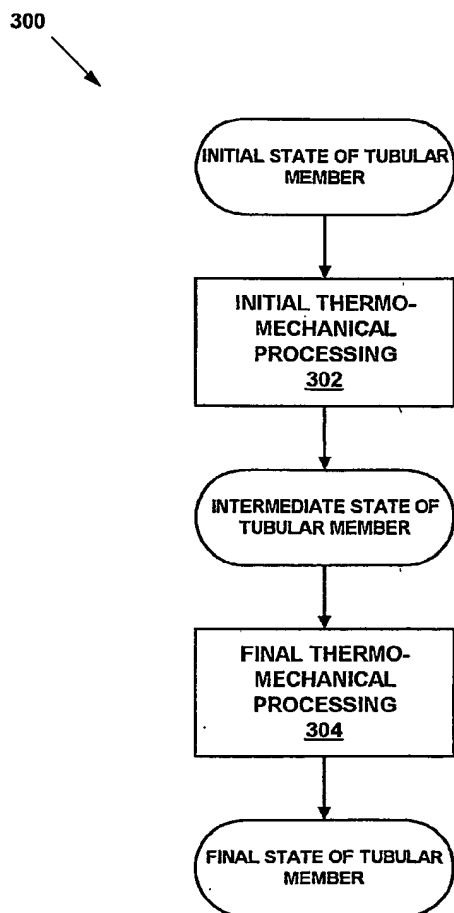 300
INITIAL STATE OF TUBULAR
MEMBER
INITIAL THERMO-
MECHANICAL
PROCESSING
302
INTERMEDIATE STATE OF
TUBULAR MEMBER
FINAL THERMO-
MECHANICAL
PROCESSING
304
FINAL STATE OF TUBULAR
MEMBER